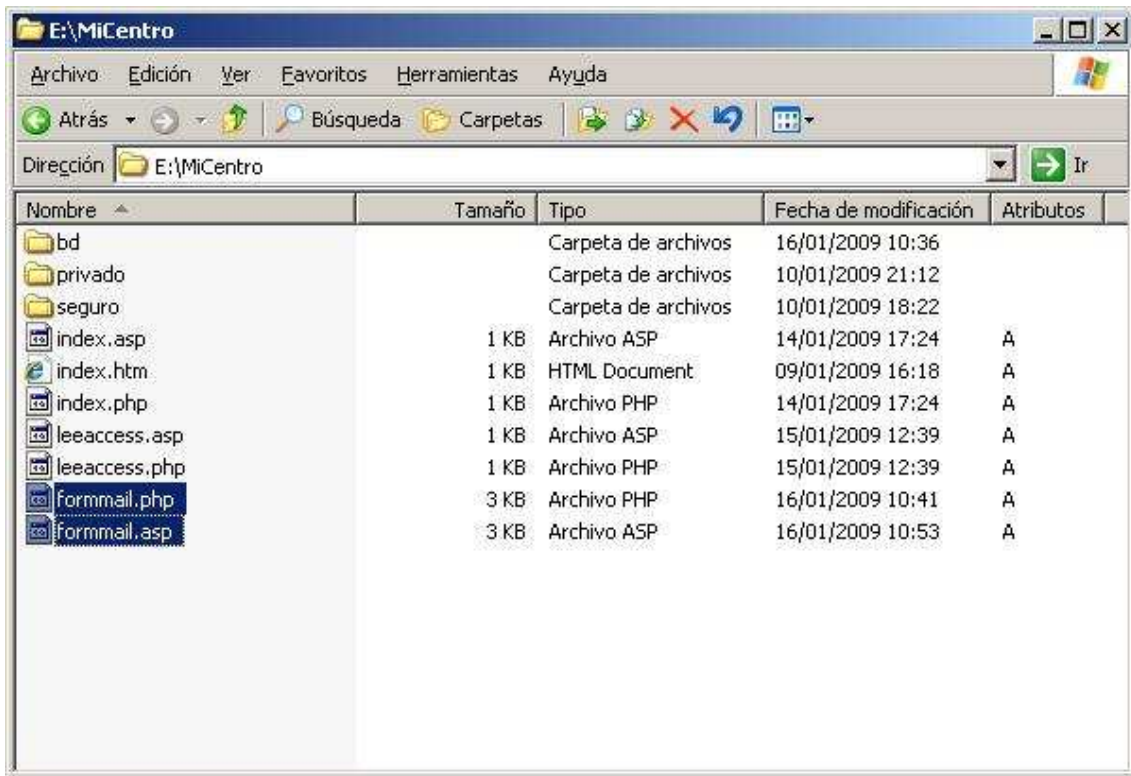 E:\MiCentro
Archivo Edición Ver Favoritos Herramientas Ayuda
Atrás Búsqueda Carpetas
Dirección E:\MiCentro Ir
Nombre Tamaño Tipo Fecha de modificación Atributos
bd Carpeta de archivos 16/01/2009 10:36
privado Carpeta de archivos 10/01/2009 21:12
seguro Carpeta de archivos 10/01/2009 18:22
index.asp 1 KB Archivo ASP 14/01/2009 17:24 A
index.htm 1 KB HTML Document 09/01/2009 16:18 A
index.php 1 KB Archivo PHP 14/01/2009 17:24 A
leeaccess.asp 1 KB Archivo ASP 15/01/2009 12:39 A
leeaccess.php 1 KB Archivo PHP 15/01/2009 12:39 A
formmail.php 3 KB Archivo PHP 16/01/2009 10:41 A
formmail.asp 3 KB Archivo ASP 16/01/2009 10:53 A